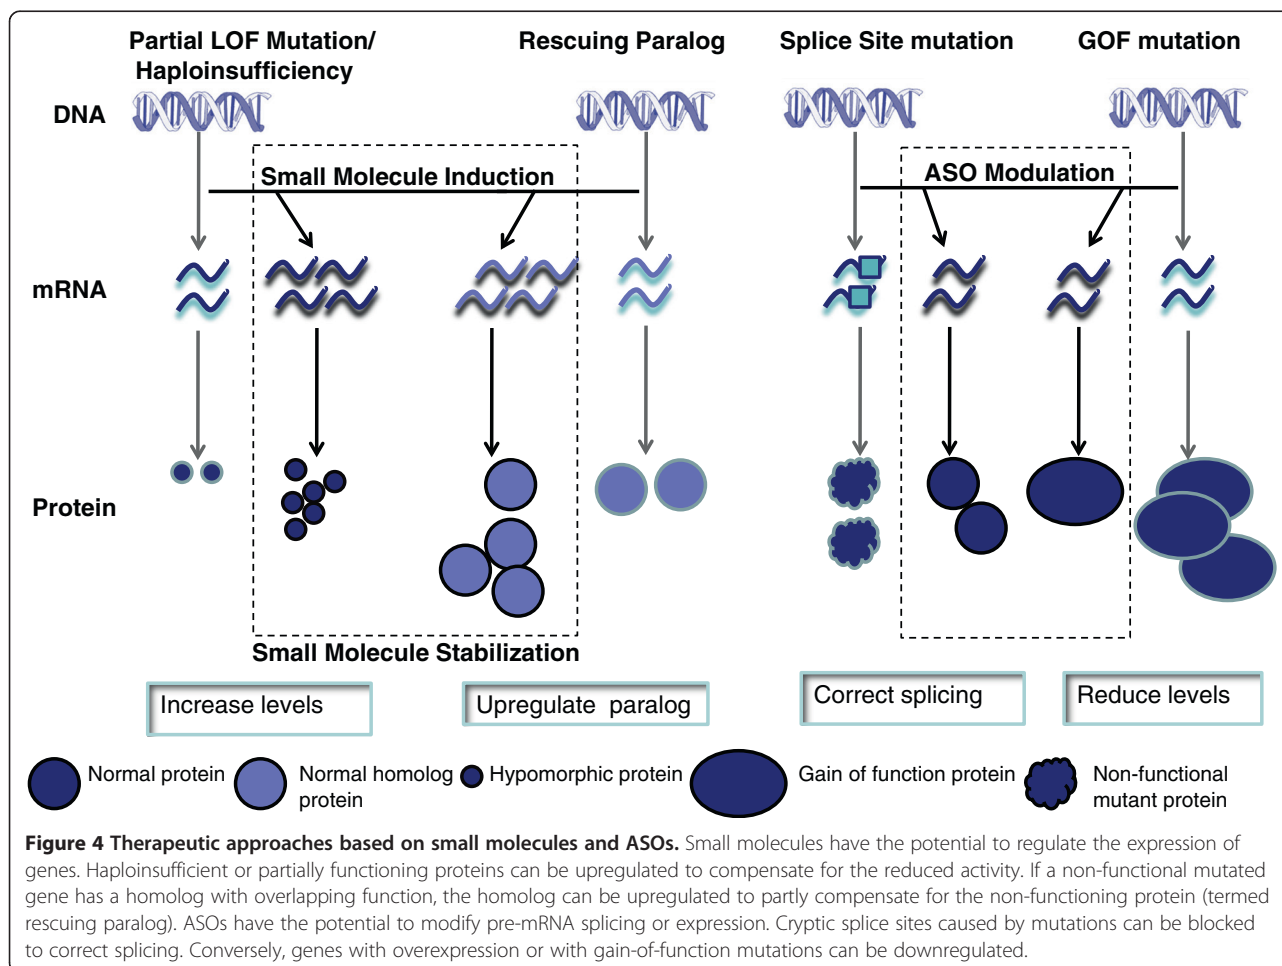 Partial LOF Mutation/
Haploinsufficiency
Rescuing Paralog
Splice Site mutation
GOF mutation
DNA
Small Molecule Induction
ASO Modulation
mRNA
Protein
Small Molecule Stabilization
Increase levels
Upregulate paralog
Correct splicing
Reduce levels
Normal protein
Normal homolog
protein
Hypomorphic protein
Gain of function protein
Non-functional
mutant protein
Figure 4 Therapeutic approaches based on small molecules and ASOs. Small molecules have the potential to regulate the expression of
genes. Haploinsufficient or partially functioning proteins can be upregulated to compensate for the reduced activity. If a non-functional mutated
gene has a homolog with overlapping function, the homolog can be upregulated to partly compensate for the non-functioning protein (termed
rescuing paralog). ASOs have the potential to modify pre-mRNA splicing or expression. Cryptic splice sites caused by mutations can be blocked
to correct splicing. Conversely, genes with overexpression or with gain-of-function mutations can be downregulated.